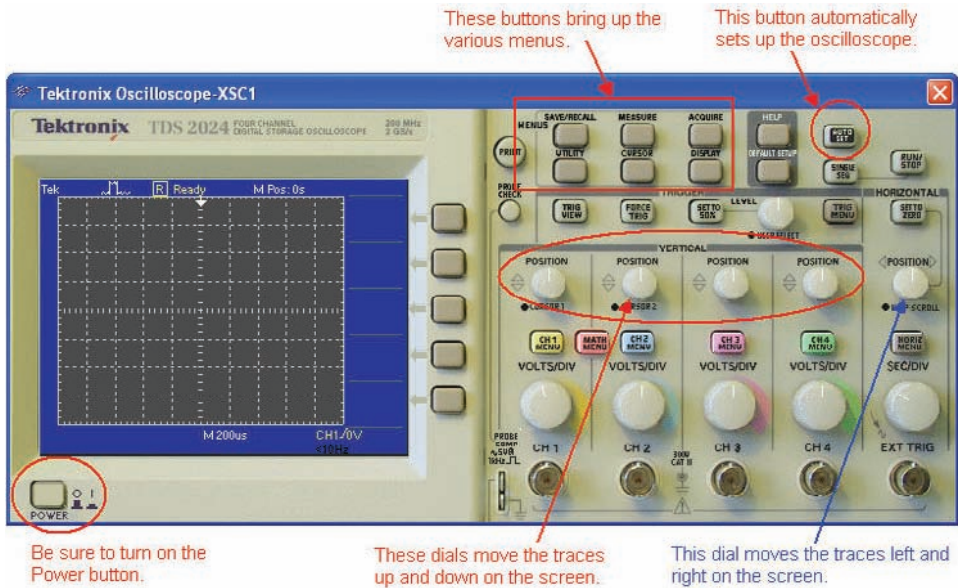 These buttons bring up the
various menus.
This button automatically
sets up the oscilloscope.
Tektronix Oscilloscope-XSC1
Tektronix TDS 2024 FOUR CHANNEL
DIGITAL STORAGE OSCILLOSCOPE
200 MHz
2 GS/s
MENUS
SAVE/RECALL MEASURE ACQUIRE
UTILITY CURSOR DISPLAY
HELP
DEFAULT SETUP
AUTO
SET
SINGLE
SEQ
RUN/
STOP
PRINT
PROBE
CHECK
TRIGGER
TRIG
VIEW
FORCE
TRIG
SET TO
50%
LEVEL
USER SELECT
TRIG
MENU
HORIZONTAL
SET TO
ZERO
Tek R Ready M Pos: 0s
VERTICAL
POSITION POSITION POSITION POSITION POSITION
CURSOR 1
CURSOR 2
SCROLL
CH 1
MENU
MATH
MENU
CH 2
MENU
CH 3
MENU
CH 4
MENU
HORIZ
MENU
VOLTS/DIV VOLTS/DIV VOLTS/DIV VOLTS/DIV SEC/DIV
M 200us CH1/0V
<10Hz
PROBE
COMP
~5V@
1kHz
CH 1 CH 2 CH 3 CH 4 EXT TRIG
300V
CAT II
POWER
Be sure to turn on the
Power button.
These dials move the traces
up and down on the screen.
This dial moves the traces left and
right on the screen.